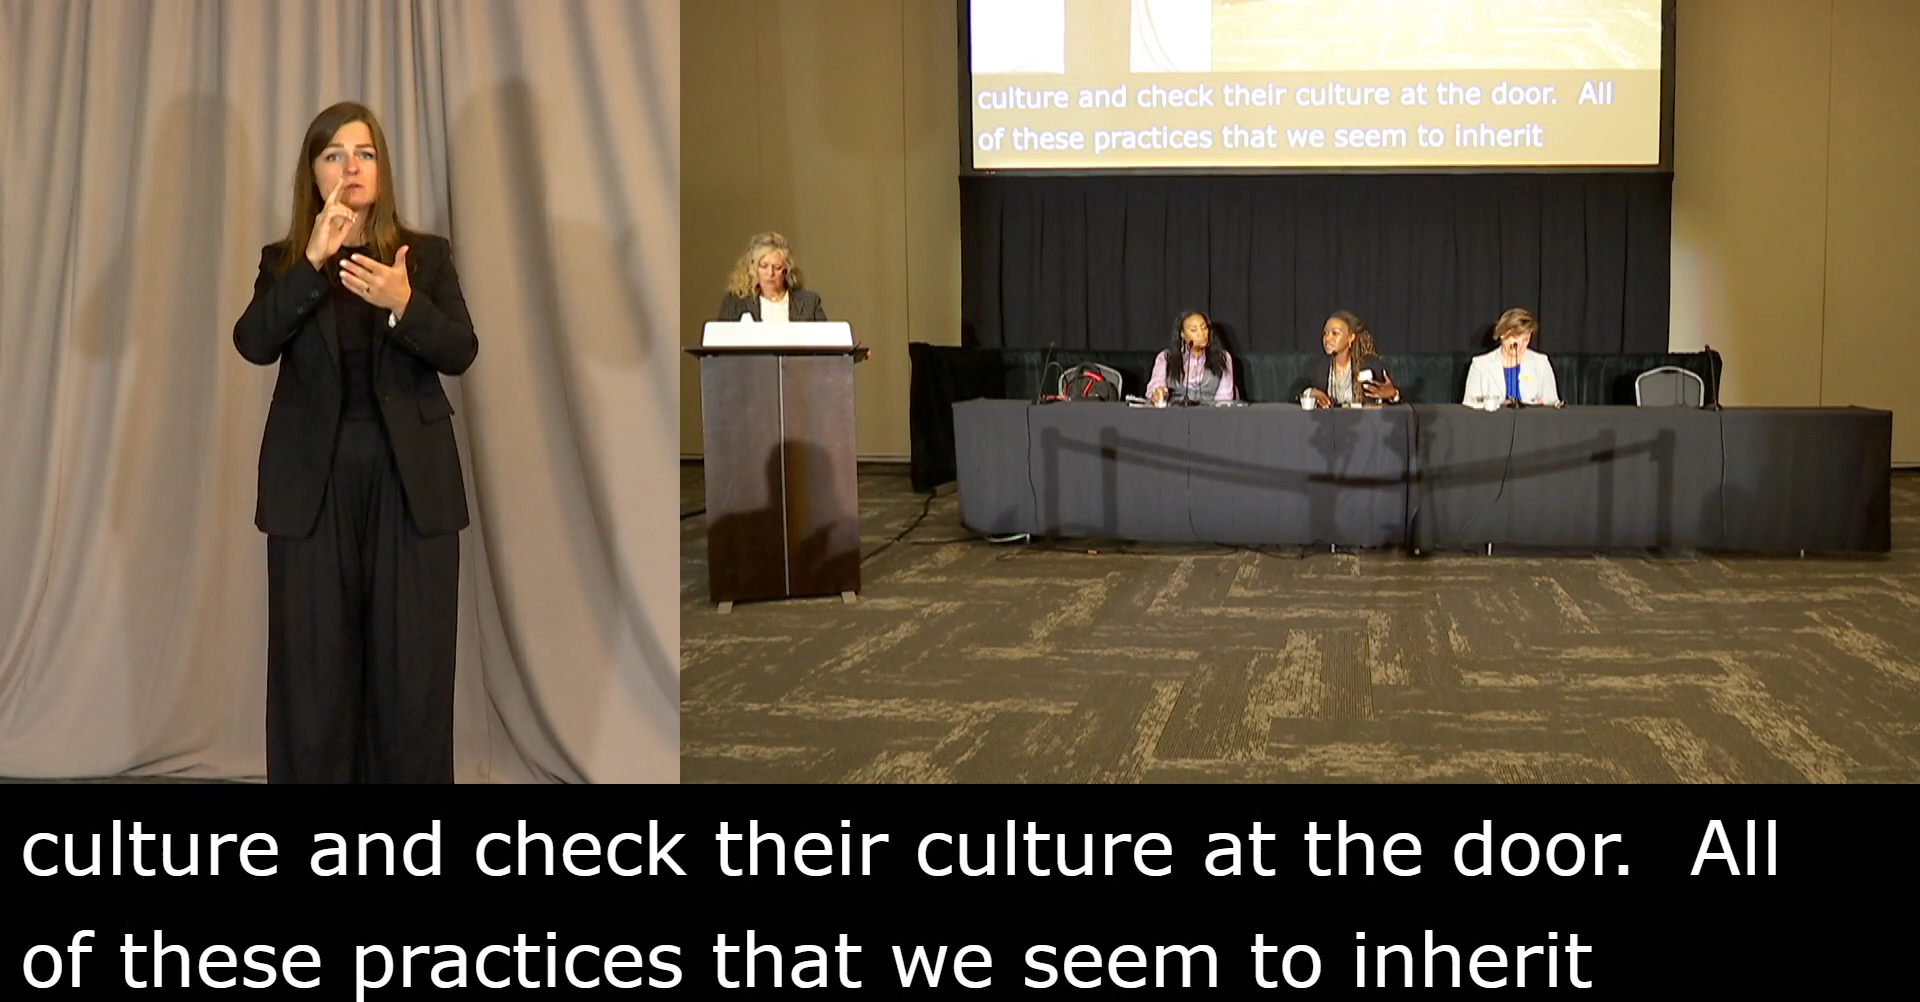 culture and check their culture at the door.  All
of these practices that we seem to inherit
culture and check their culture at the door.  All
of these practices that we seem to inherit